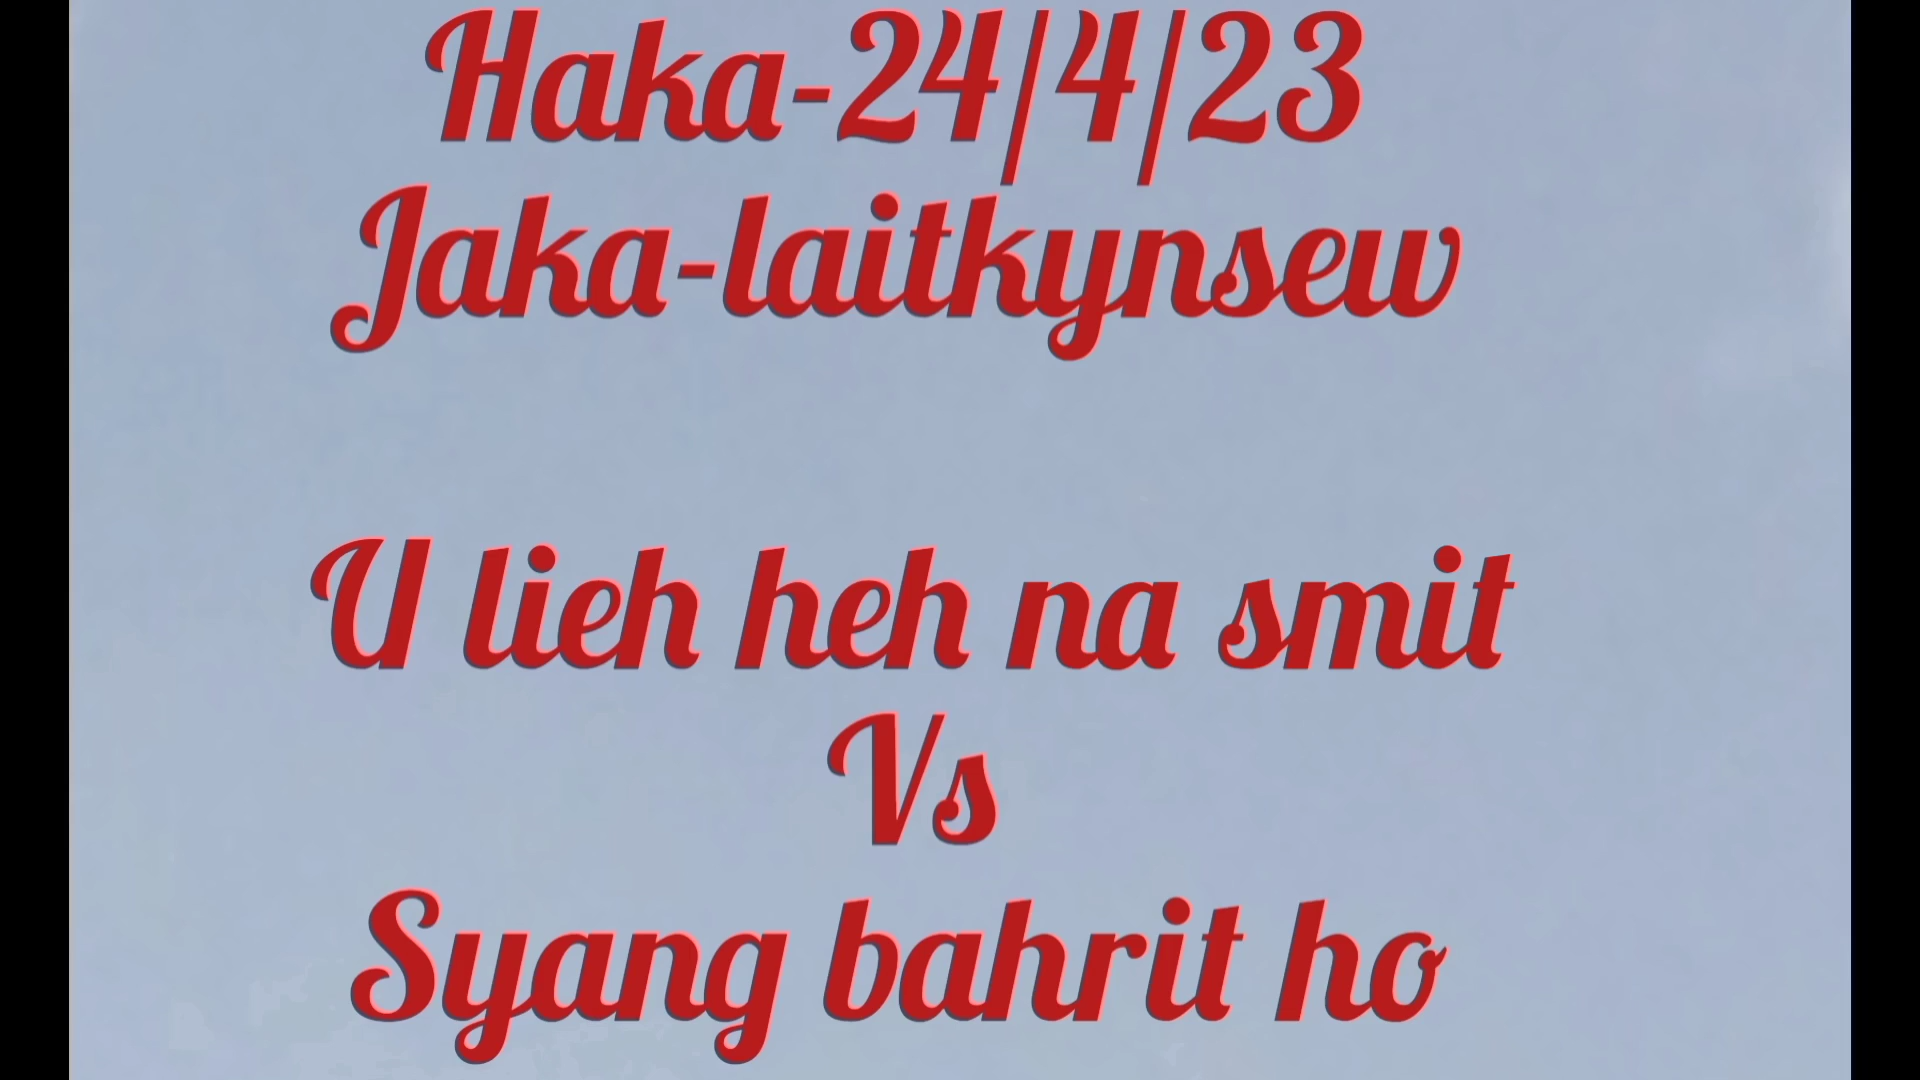 Haka-24/4/23
Jaka-laitkynsew
U lieh heh na smit
Vs
Syang bahrit ho